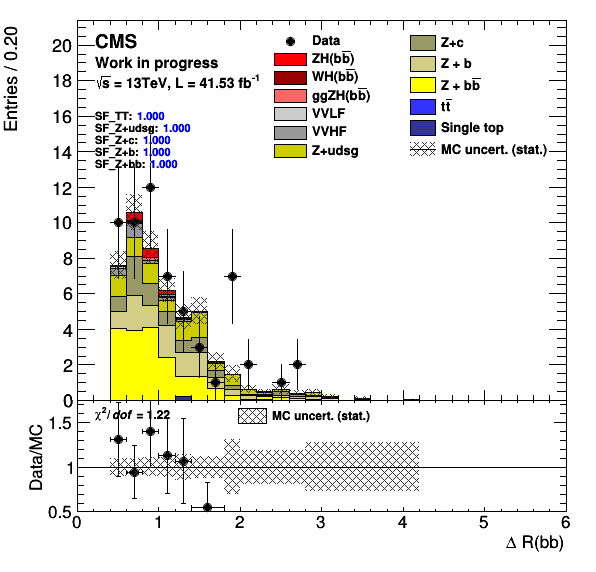 Entries / 0.20
20
18
16
14
12
10
8
6
4
2
0
CMS
Work in progress
√s = 13TeV, L = 41.53 fb⁻¹
SF_TT: 1.000
SF_Z+udsg: 1.000
SF_Z+c: 1.000
SF_Z+b: 1.000
SF_Z+bb: 1.000
Data
ZH(bb̅)
WH(bb̅)
ggZH(bb̅)
VVLF
VVHF
Z+udsg
Z+c
Z + b
Z + bb̅
tt̅
Single top
MC uncert. (stat.)
Data/MC
1.5
1
0.5
χ²/dof = 1.22
MC uncert. (stat.)
0 1 2 3 4 5 6
Δ R(bb)